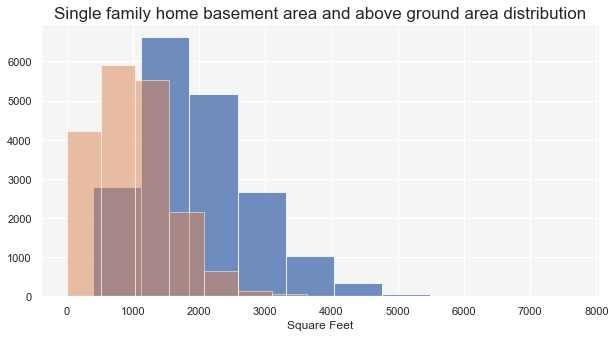 Single family home basement area and above ground area distribution
6000
5000
4000
3000
2000
1000
0
0 1000 2000 3000 4000 5000 6000 7000 8000
Square Feet